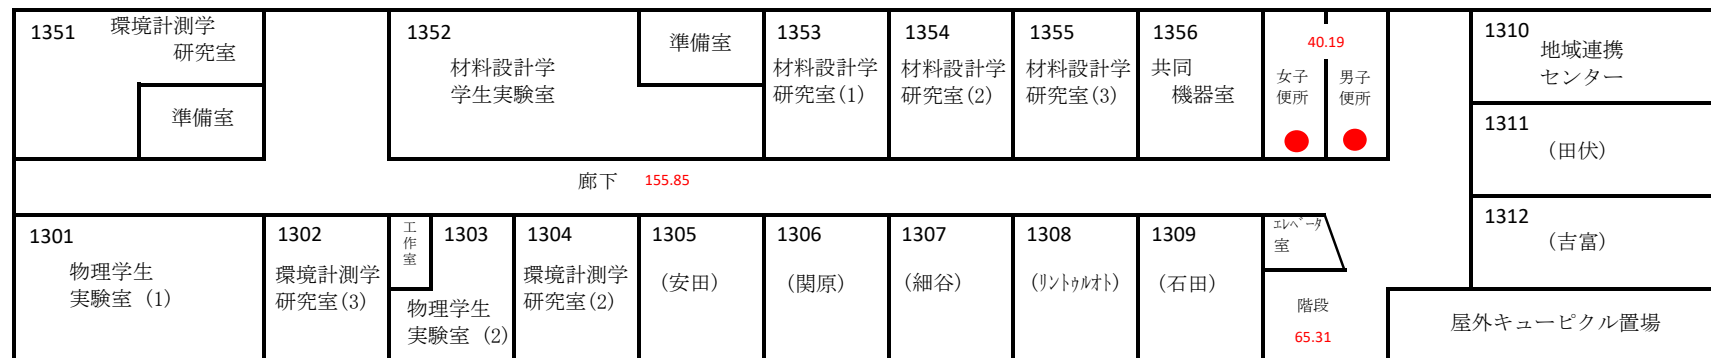 1351
環境計測学
研究室
準備室
1352
材料設計学
学生実験室
準備室
1353
材料設計学
研究室(1)
1354
材料設計学
研究室(2)
1355
材料設計学
研究室(3)
1356
共同
機器室
40.19
女子
便所
男子
便所
1310
地域連携
センター
1311
(田伏)
1312
(吉富)
廊下 155.85
1301
物理学生
実験室 (1)
1302
環境計測学
研究室(3)
工
作
室
1303
物理学生
実験室 (2)
1304
環境計測学
研究室(2)
1305
(安田)
1306
(関原)
1307
(細谷)
1308
(ﾘﾝﾄｩﾙｵﾄ)
1309
(石田)
ｴﾚﾍﾞｰﾀ
室
階段
65.31
屋外キュービクル置場